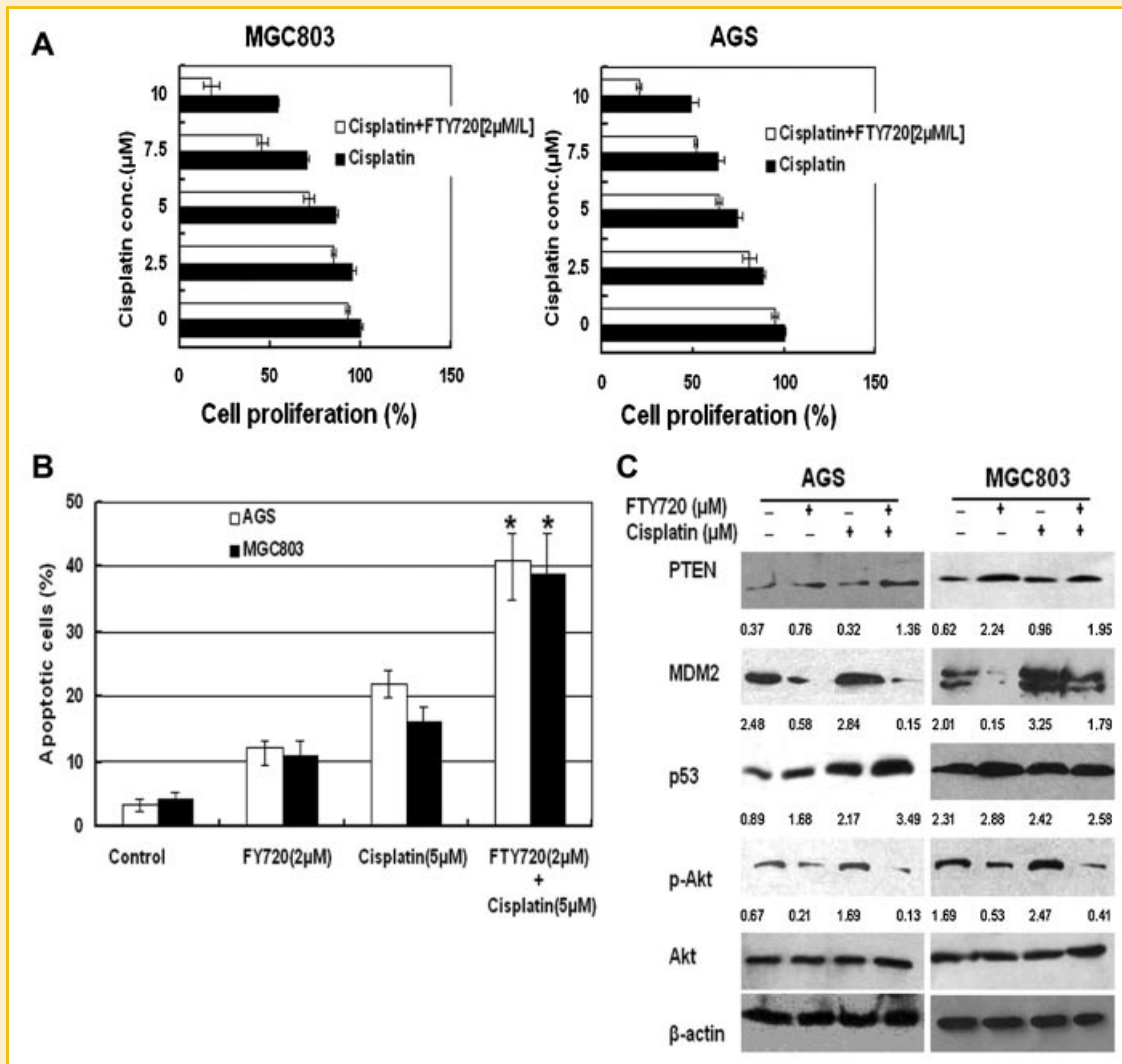 A
MGC803
AGS
Cisplatin conc.(µM)
10
7.5
5
2.5
0
Cisplatin+FTY720[2µM/L]
Cisplatin
0 50 100 150
Cell proliferation (%)
Cisplatin conc.(µM)
10
7.5
5
2.5
0
Cisplatin+FTY720[2µM/L]
Cisplatin
0 50 100 150
Cell proliferation (%)
B
Apoptotic cells (%)
50
40
30
20
10
0
AGS
MGC803
* *
Control FY720(2µM) Cisplatin(5µM) FTY720(2µM)
+
Cisplatin(5µM)
C
AGS MGC803
FTY720 (µM) – + – + – + – +
Cisplatin (µM) – – + + – – + +
PTEN
0.37 0.76 0.32 1.36 0.62 2.24 0.96 1.95
MDM2
2.48 0.58 2.84 0.15 2.01 0.15 3.25 1.79
p53
0.89 1.68 2.17 3.49 2.31 2.88 2.42 2.58
p-Akt
0.67 0.21 1.69 0.13 1.69 0.53 2.47 0.41
Akt
β-actin